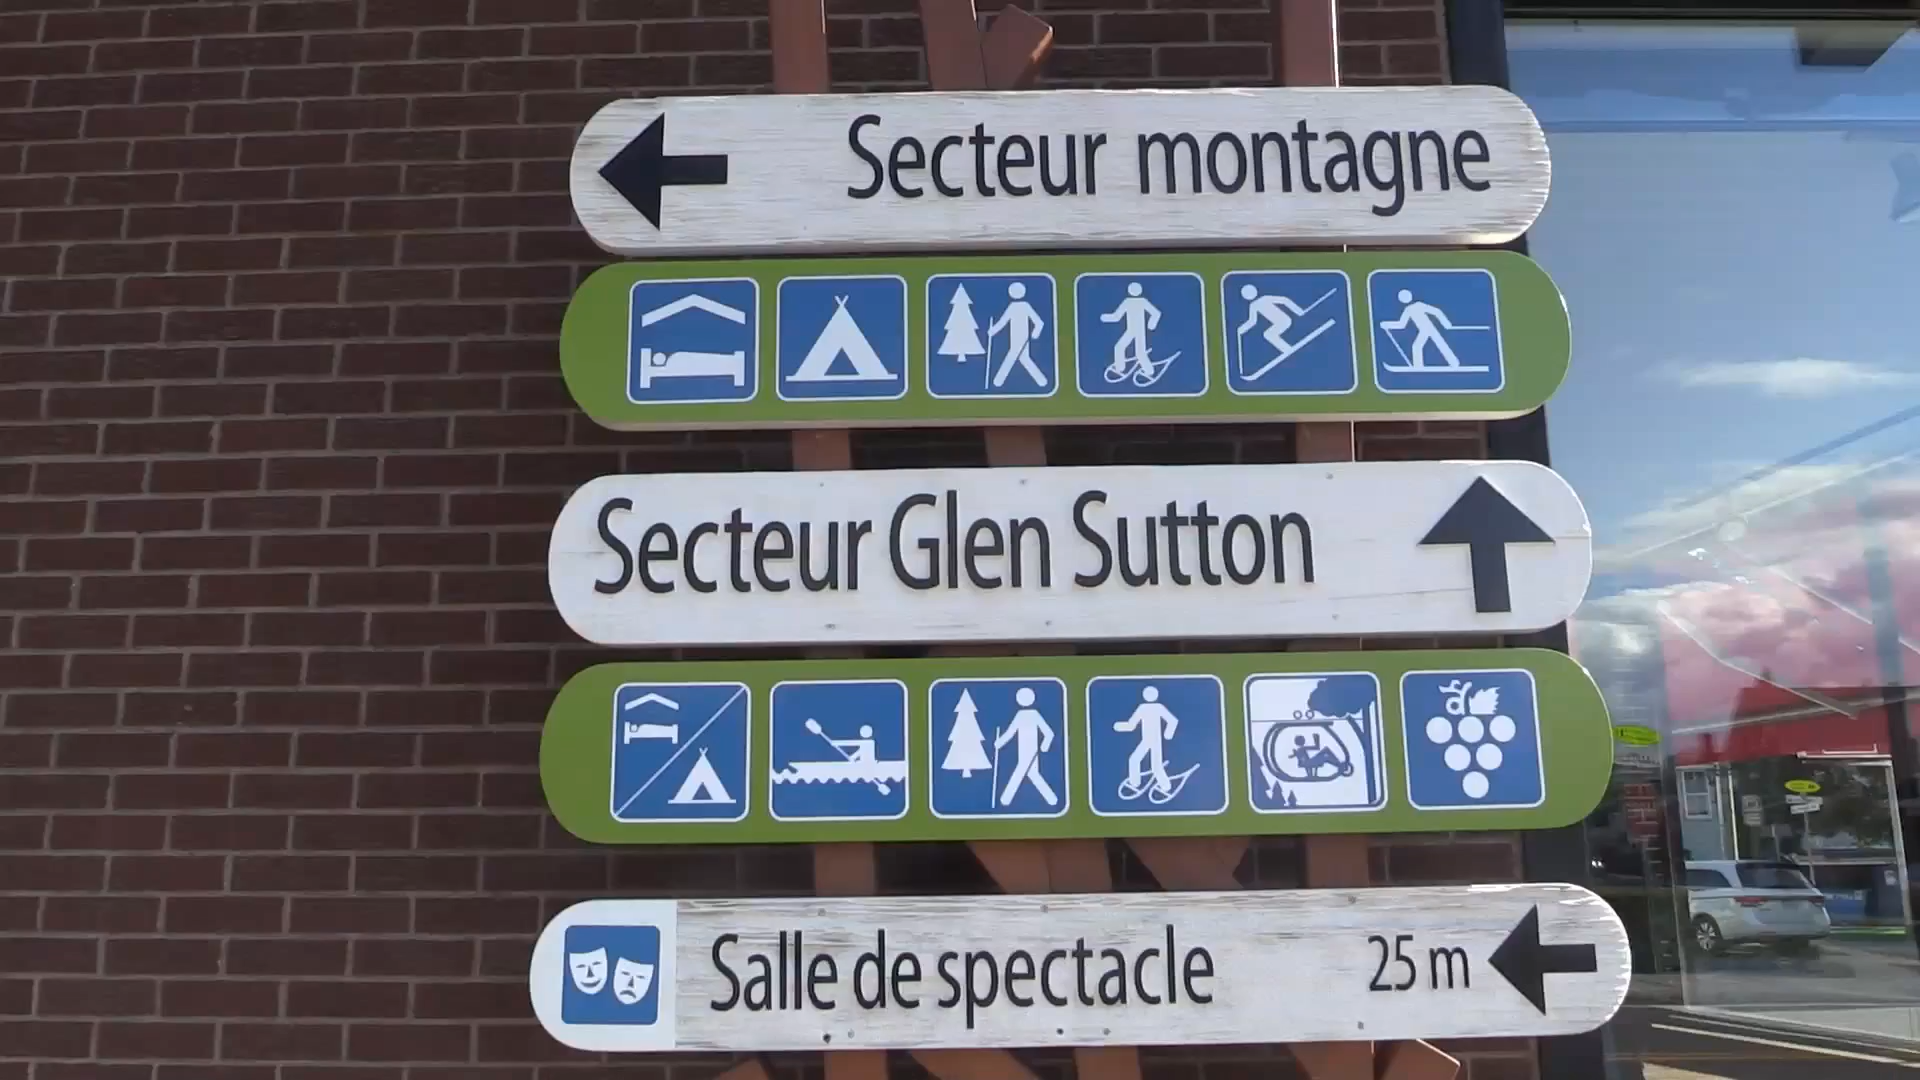 Secteur montagne
Secteur Glen Sutton
Salle de spectacle 25 m